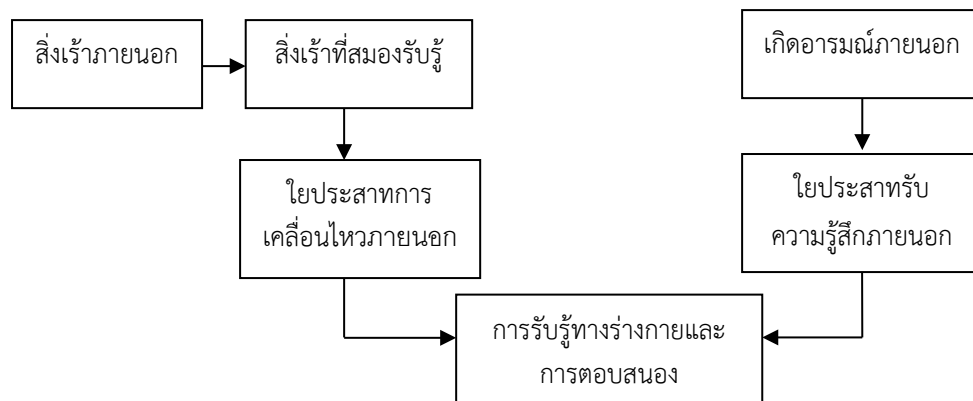 สิ่งเร้าภายนอก
สิ่งเร้าที่สมองรับรู้
เกิดอารมณ์ภายนอก
ใยประสาทการ
เคลื่อนไหวภายนอก
ใยประสาทรับ
ความรู้สึกภายนอก
การรับรู้ทางร่างกายและ
การตอบสนอง